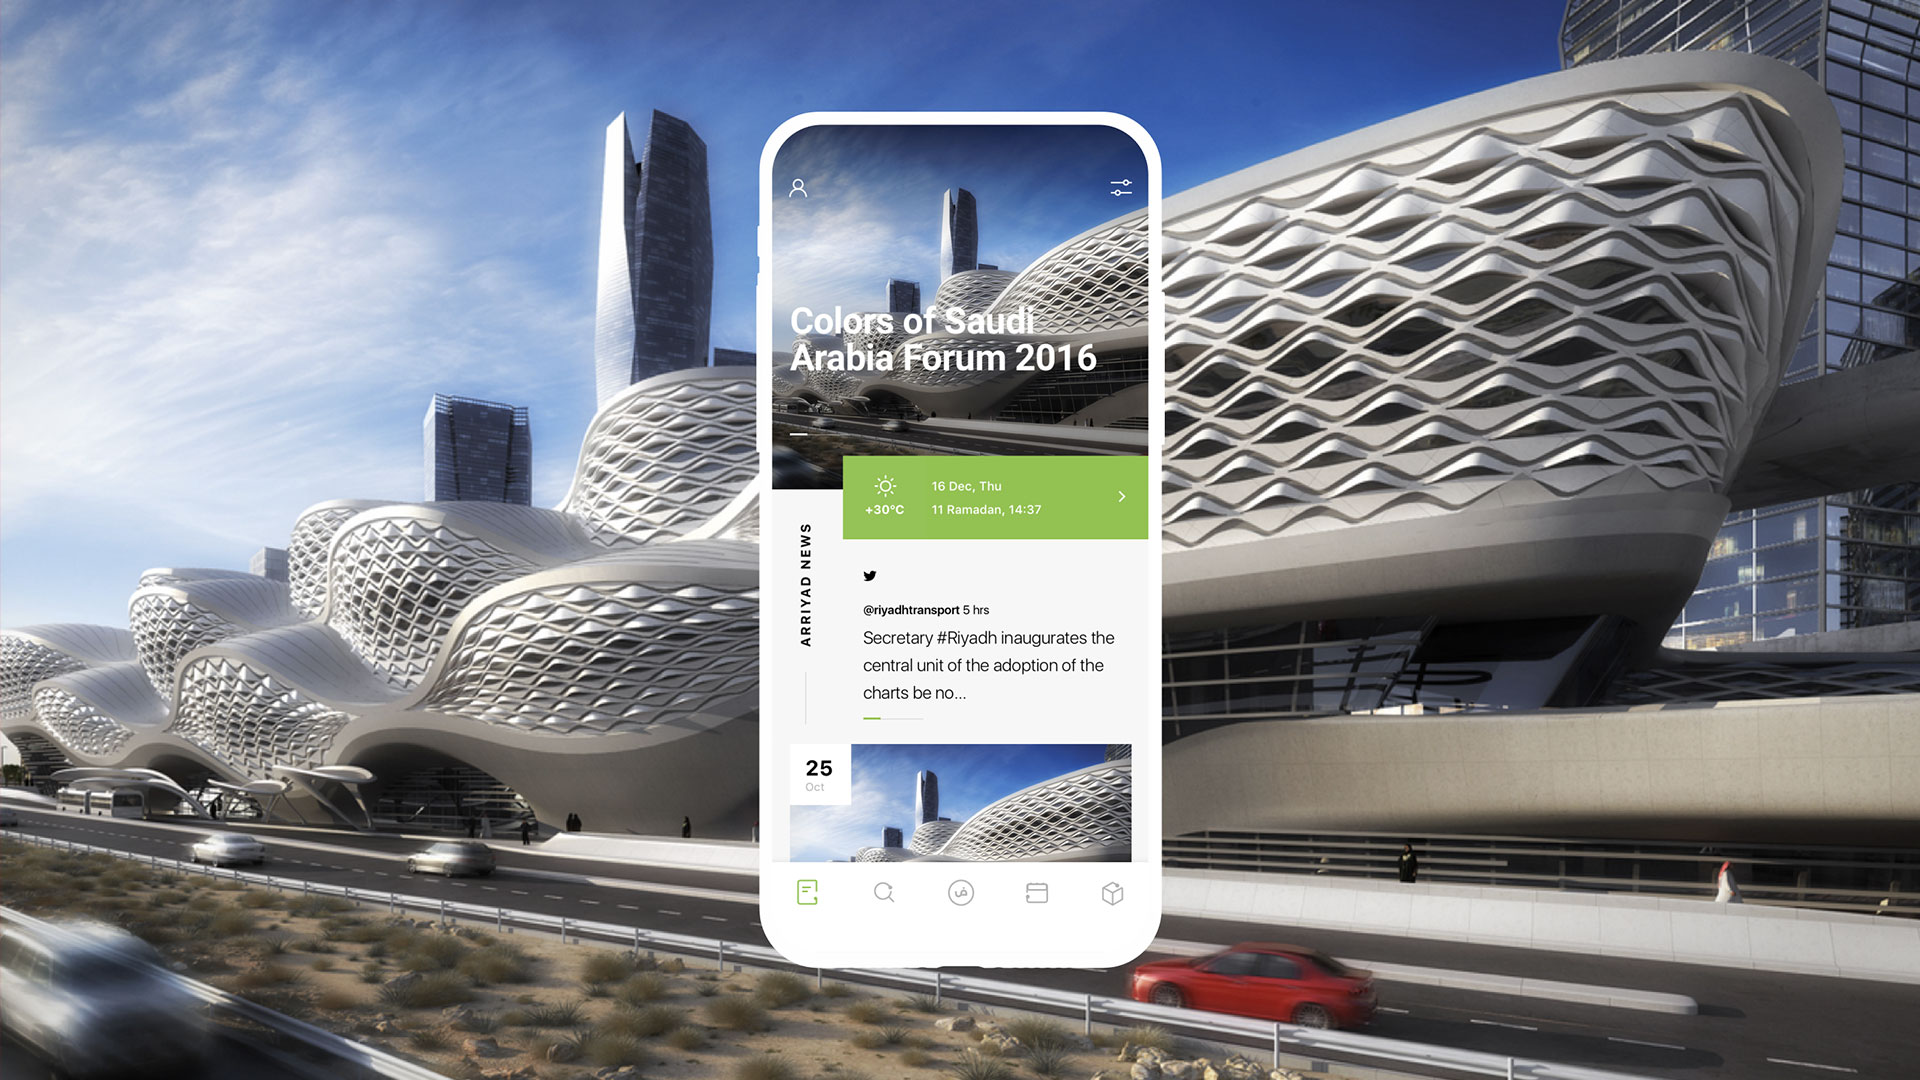 Colors of Saudi
Arabia Forum 2016
+30°C
16 Dec, Thu
11 Ramadan, 14:37
ARRIYAD NEWS
@riyadhtransport 5 hrs
Secretary #Riyadh inaugurates the
central unit of the adoption of the
charts be no...
25
Oct
ض